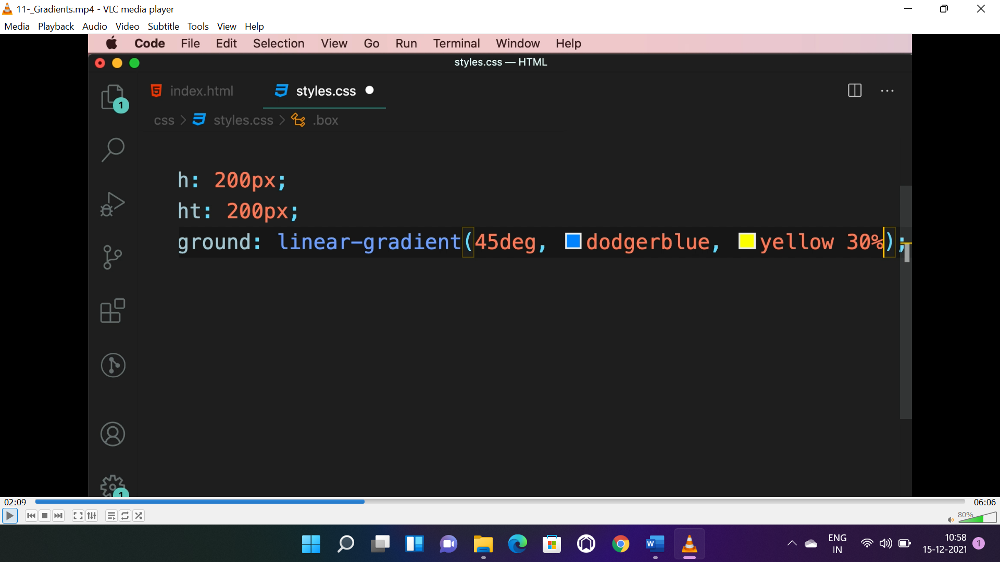 11-_Gradients.mp4 - VLC media player
Media Playback Audio Video Subtitle Tools View Help
Code File Edit Selection View Go Run Terminal Window Help
styles.css — HTML
index.html styles.css
1
css > styles.css > .box
h: 200px;
ht: 200px;
ground: linear-gradient(45deg, dodgerblue, yellow 30%);
1
02:09 06:06
80%
ENG 10:58
IN 15-12-2021 1